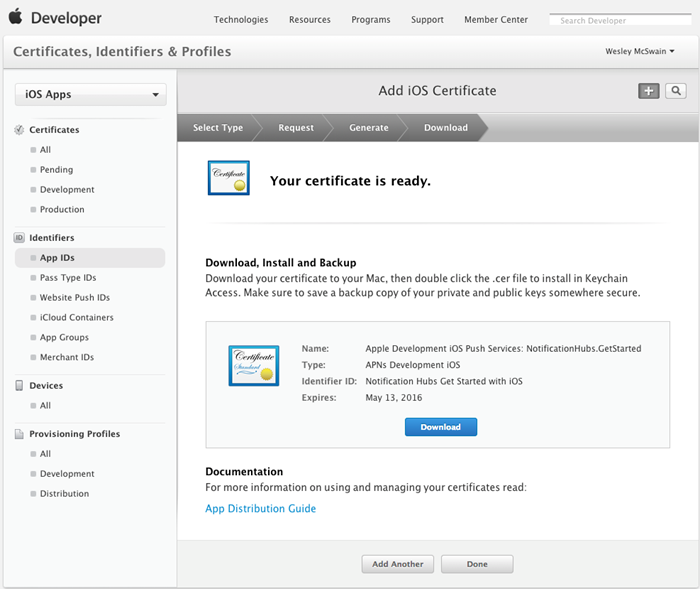 Developer
Technologies Resources Programs Support Member Center Search Developer
Certificates, Identifiers & Profiles
Wesley McSwain
iOS Apps
Certificates
All
Pending
Development
Production
ID Identifiers
App IDs
Pass Type IDs
Website Push IDs
iCloud Containers
App Groups
Merchant IDs
Devices
All
Provisioning Profiles
All
Development
Distribution
Add iOS Certificate
Select Type Request Generate Download
Certificate
Your certificate is ready.
Download, Install and Backup
Download your certificate to your Mac, then double click the .cer file to install in Keychain
Access. Make sure to save a backup copy of your private and public keys somewhere secure.
Certificate
Standard
Name: Apple Development iOS Push Services: NotificationHubs.GetStarted
Type: APNs Development iOS
Identifier ID: Notification Hubs Get Started with iOS
Expires: May 13, 2016
Download
Documentation
For more information on using and managing your certificates read:
App Distribution Guide
Add Another Done